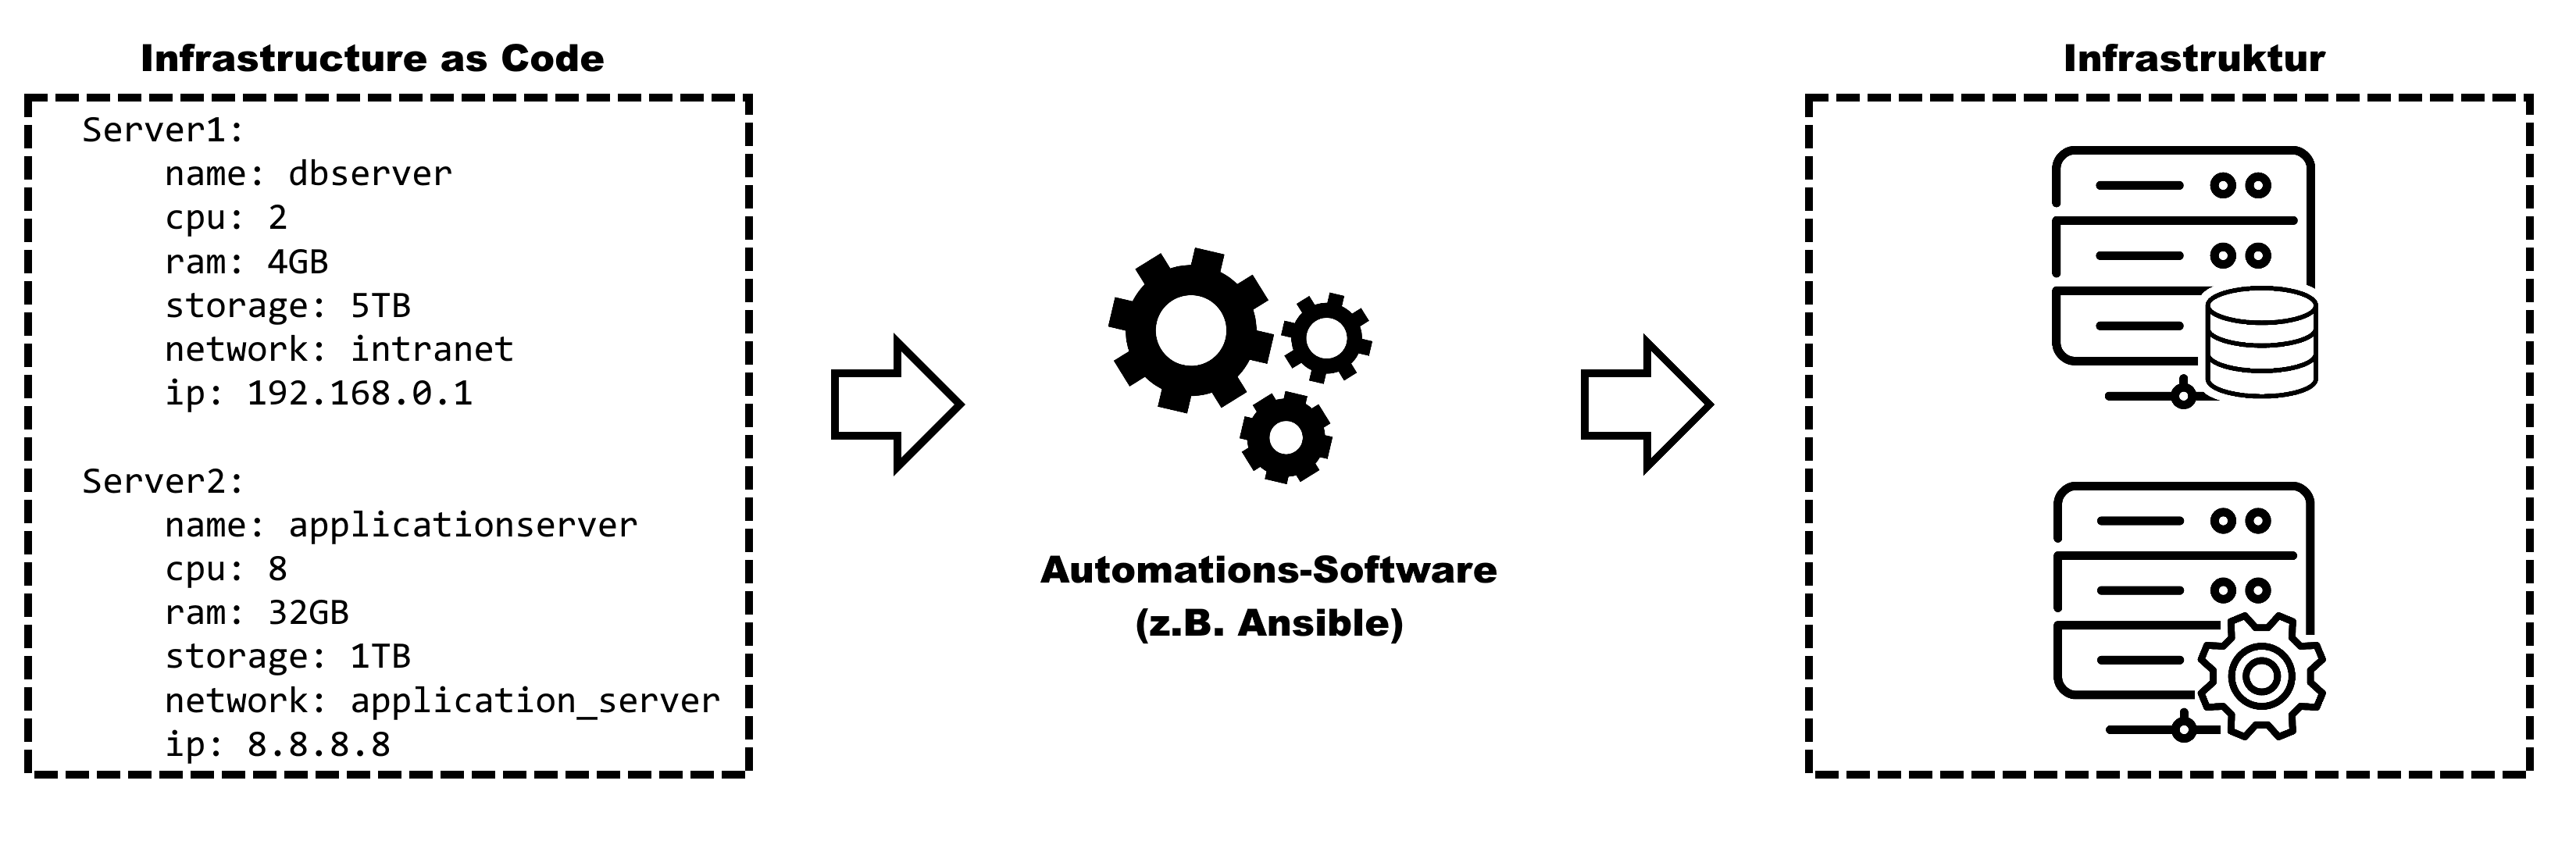 Infrastructure as Code
Server1:
name: dbserver
cpu: 2
ram: 4GB
storage: 5TB
network: intranet
ip: 192.168.0.1
Server2:
name: applicationserver
cpu: 8
ram: 32GB
storage: 1TB
network: application_server
ip: 8.8.8.8
Automations-Software
(z.B. Ansible)
Infrastruktur